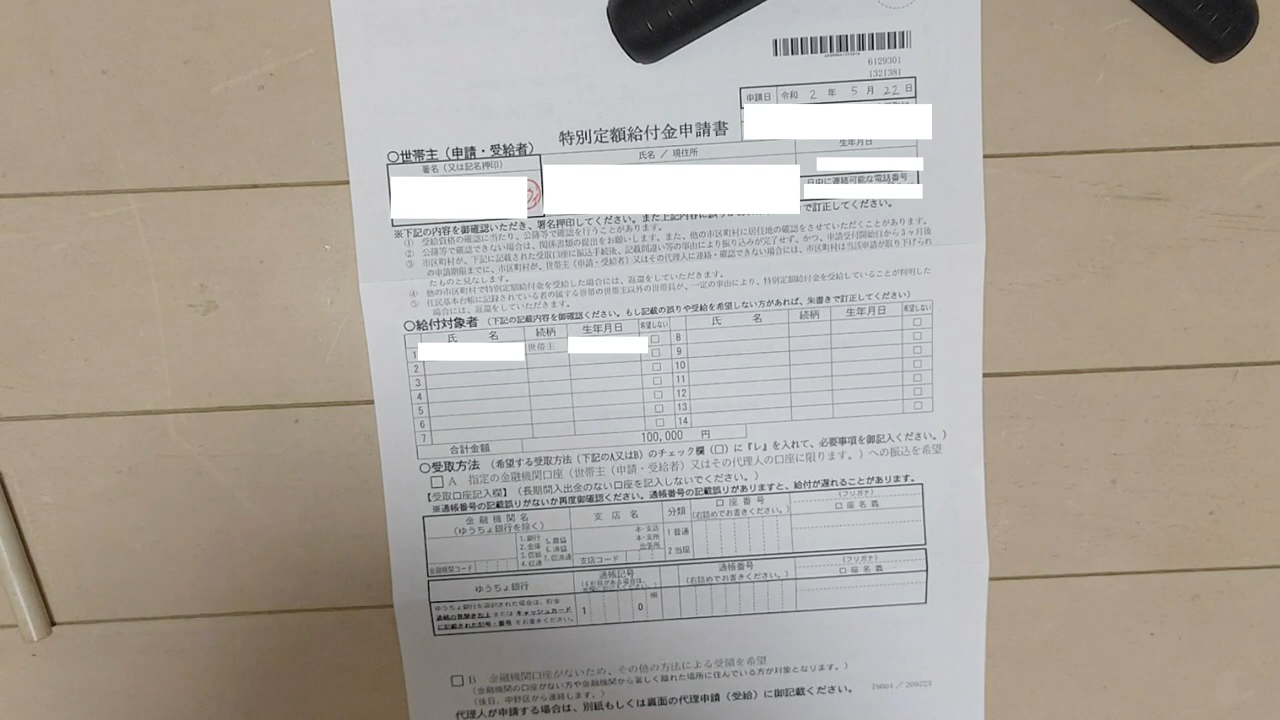 6129301
1321381
申請日 令和 2 年 5 月 22 日
特別定額給付金申請書
○世帯主（申請・受給者）
署名（又は記名押印）
氏名 / 現住所
生年月日
日中に連絡可能な電話番号
※下記の内容を御確認いただき、署名押印してください。また上記内容に誤りが
で訂正してください。
① 受給資格の確認に当たり、公簿等で確認を行うことがあります。
② 公簿等で確認できない場合は、関係書類の提出をお願いします。また、他の市区町村に居住地の確認をさせていただくことがあります。
③ 市区町村が、下記に記載された受取口座に振込手続後、記載間違い等の事由により振り込みが完了せず、かつ、申請受付開始日から3ヶ月後
の申請期限までに、市区町村が、世帯主（申請・受給者）又はその代理人に連絡・確認できない場合には、市区町村は当該申請が取り下げられ
たものと見なします。
④ 他の市区町村で特別定額給付金を受給した場合には、返還をしていただきます。
⑤ 住民基本台帳に記録されている者の属する世帯の世帯主以外の世帯員が、一定の事由により、特別定額給付金を受給していることが判明した
場合には、返還をしていただきます。
○給付対象者 （下記の記載内容を御確認ください。もし記載の誤りや受給を希望しない方があれば、朱書きで訂正してください）
氏 名 続柄 生年月日 希望しない 氏 名 続柄 生年月日 希望しない
1 世帯主 □ 8 □
2 □ 9 □
3 □ 10 □
4 □ 11 □
5 □ 12 □
6 □ 13 □
7 14 □
合計金額 100,000 円
○受取方法 （希望する受取方法（下記のA又はB）のチェック欄（□）に『レ』を入れて、必要事項を御記入ください。）
□ A 指定の金融機関口座（世帯主（申請・受給者）又はその代理人の口座に限ります。）への振込を希望
【受取口座記入欄】（長期間入出金のない口座を記入しないでください。）
※通帳番号の記載誤りがないか再度御確認ください。通帳番号の記載誤りがありますと、給付が遅れることがあります。
金融機関名
（ゆうちょ銀行を除く）
支店名
分類
口座番号
（右詰めでお書きください。）
（フリガナ）
口座名義
1.銀行 5.農協
2.金庫 6.漁協
3.信組 7.信漁連
4.信連
本・支店
本・支所
出張所
1 普通
2 当座
金融機関コード
支店コード
ゆうちょ銀行
通帳記号
通帳番号
（右詰めでお書きください。）
（フリガナ）
口座名義
ゆうちょ銀行を選択された場合は、貯金
通帳の見開き左上またはキャッシュカード
に記載された記号・番号をお書きください。
1 0 ※
□ B 金融機関口座がないため、その他の方法による受領を希望
（金融機関の口座がない方や金融機関から著しく離れた場所に住んでいる方が対象となります。）
（後日、中野区から連絡します。）
代理人が申請する場合は、別紙もしくは裏面の代理申請（受給）に御記載ください。